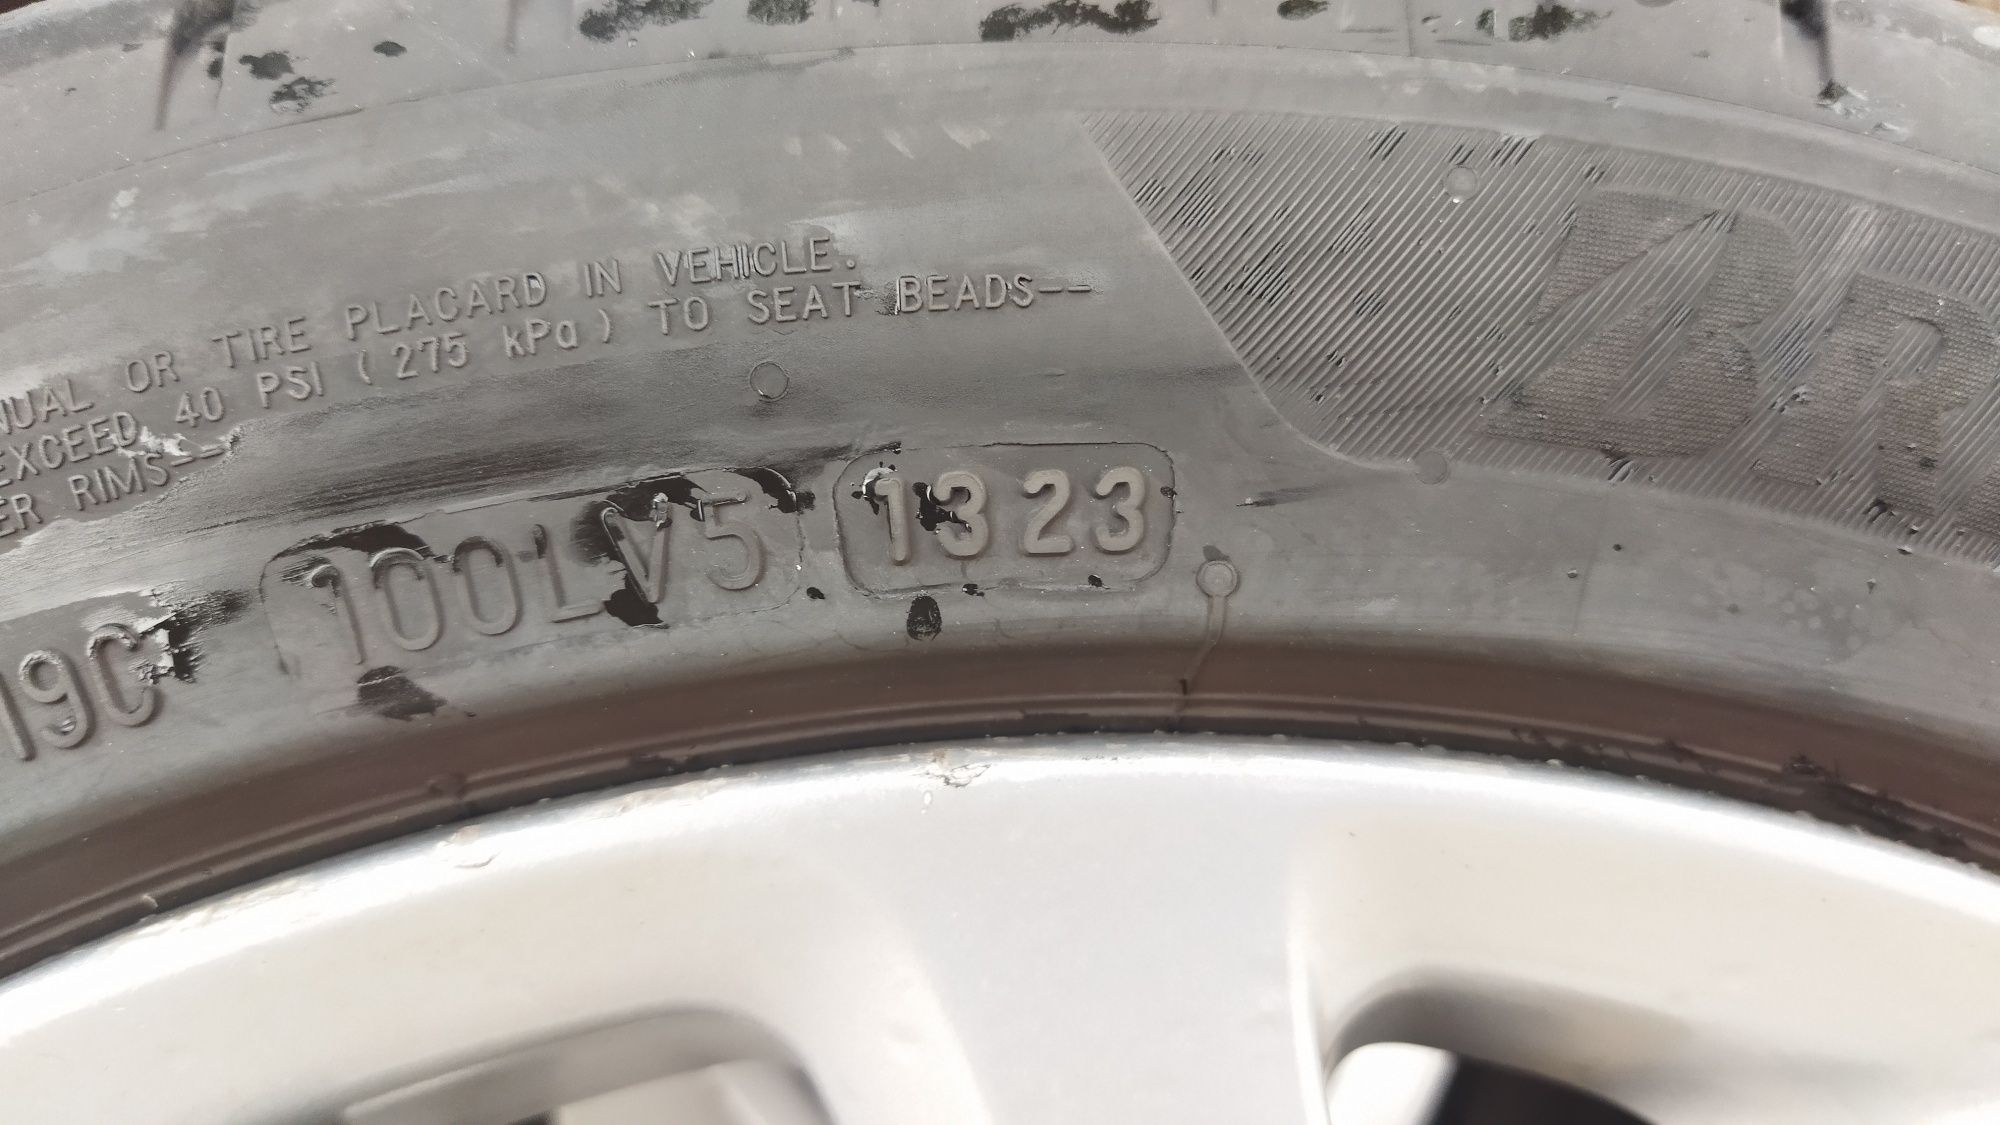 NUAL OR TIRE PLACARD IN VEHICLE.
EXCEED 40 PSI (275 kPa) TO SEAT BEADS--
ER RIMS--
19C 100LV5 1323
BR